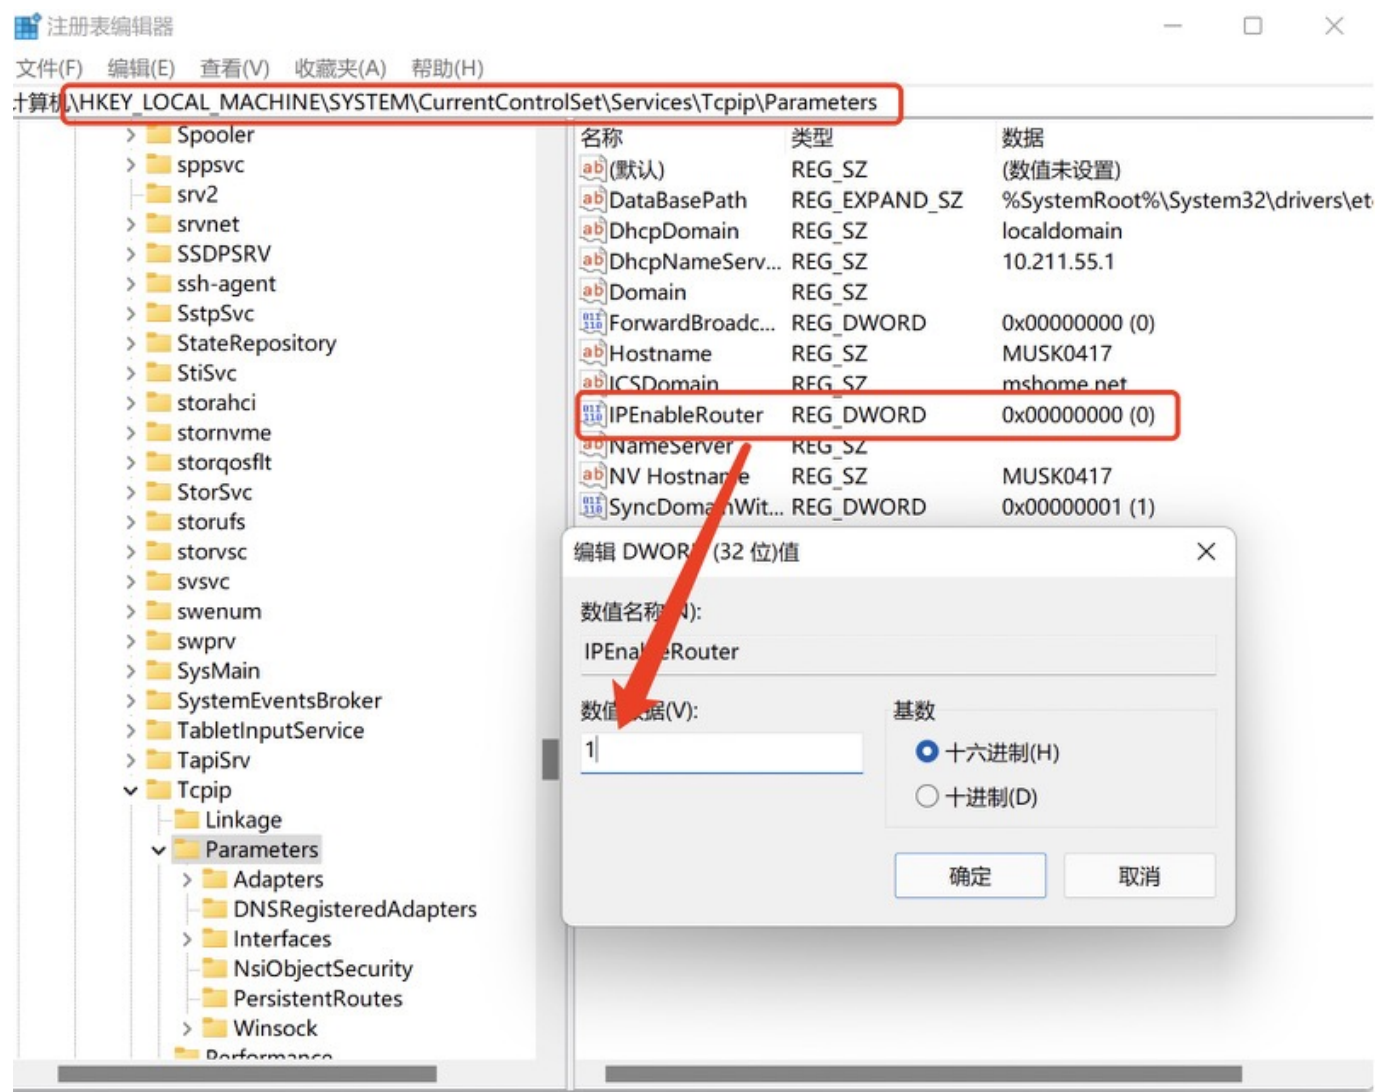 注册表编辑器
文件(F) 编辑(E) 查看(V) 收藏夹(A) 帮助(H)
计算机\HKEY_LOCAL_MACHINE\SYSTEM\CurrentControlSet\Services\Tcpip\Parameters
Spooler
sppsvc
srv2
srvnet
SSDPSRV
ssh-agent
SstpSvc
StateRepository
StiSvc
storahci
stornvme
storqosflt
StorSvc
storufs
storvsc
svsvc
swenum
swprv
SysMain
SystemEventsBroker
TabletInputService
TapiSrv
Tcpip
Linkage
Parameters
Adapters
DNSRegisteredAdapters
Interfaces
NsiObjectSecurity
PersistentRoutes
Winsock
Performance
名称 类型 数据
(默认) REG_SZ (数值未设置)
DataBasePath REG_EXPAND_SZ %SystemRoot%\System32\drivers\et
DhcpDomain REG_SZ localdomain
DhcpNameServ... REG_SZ 10.211.55.1
Domain REG_SZ
ForwardBroadc... REG_DWORD 0x00000000 (0)
Hostname REG_SZ MUSK0417
ICSDomain REG_SZ mshome.net
IPEnableRouter REG_DWORD 0x00000000 (0)
NameServer REG_SZ
NV Hostname REG_SZ MUSK0417
SyncDomainWit... REG_DWORD 0x00000001 (1)
编辑 DWORD (32 位)值
数值名称(N):
IPEnableRouter
数值数据(V):
1
基数
十六进制(H)
十进制(D)
确定 取消